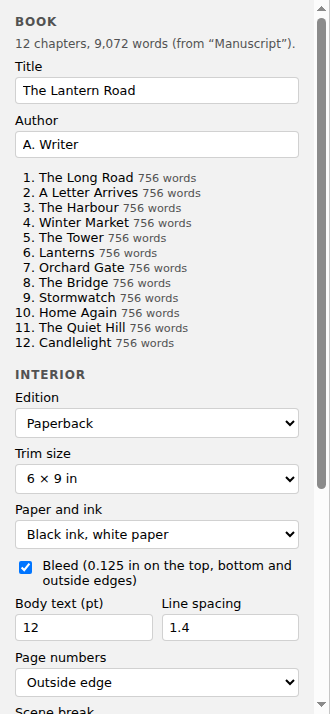 BOOK
12 chapters, 9,072 words (from “Manuscript”).
Title
The Lantern Road
Author
A. Writer
1. The Long Road 756 words
2. A Letter Arrives 756 words
3. The Harbour 756 words
4. Winter Market 756 words
5. The Tower 756 words
6. Lanterns 756 words
7. Orchard Gate 756 words
8. The Bridge 756 words
9. Stormwatch 756 words
10. Home Again 756 words
11. The Quiet Hill 756 words
12. Candlelight 756 words
INTERIOR
Edition
Paperback
Trim size
6 × 9 in
Paper and ink
Black ink, white paper
Bleed (0.125 in on the top, bottom and
outside edges)
Body text (pt) Line spacing
12 1.4
Page numbers
Outside edge
Scene break